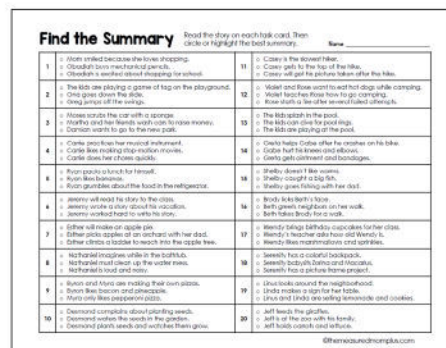 Find the Summary
Read the story on each task card. Then
circle or highlight the best summary.
Name
1
o Mom smiled because she loves shopping.
o Obadiah buys mechanical pencils.
o Obadiah is excited about shopping for school.
2
o The kids are playing a game of tag on the playground.
o Ona goes down the slide.
o Greg jumps off the swings.
3
o Moses scrubs the car with a sponge.
o Martha and her friends wash cars to raise money.
o Damian wants to go to the new park.
4
o Carrie practices her musical instrument.
o Carrie likes making stop-motion movies.
o Carrie does her chores quickly.
5
o Ryan packs a lunch for himself.
o Ryan likes bananas.
o Ryan grumbles about the food in the refrigerator.
6
o Jeremy will read his story to the class.
o Jeremy wrote a story about his vacation.
o Jeremy worked hard to write his story.
7
o Esther will make an apple pie.
o Esther picks apples at an orchard with her dad.
o Esther climbs a ladder to reach into the apple tree.
8
o Nathaniel imagines while in the bathtub.
o Nathaniel must clean up the water mess.
o Nathaniel is loud and noisy.
9
o Byron and Myra are making their own pizzas.
o Byron likes bacon and pineapple.
o Myra only likes pepperoni pizza.
10
o Desmond complains about planting seeds.
o Desmond waters the seeds in the garden.
o Desmond plants seeds and watches them grow.
11
o Casey is the slowest hiker.
o Casey gets to the top of the hike.
o Casey will get his picture taken after the hike.
12
o Violet and Rose want to eat hot dogs while camping.
o Violet teaches Rose how to go camping.
o Rose starts a fire after several failed attempts.
13
o The kids splash in the pool.
o The kids can dive for pool rings.
o The kids are playing at the pool.
14
o Greta helps Gabe after he crashes on his bike.
o Gabe hurt his knees and elbows.
o Greta gets ointment and bandages.
15
o Shelby doesn't like worms.
o Shelby caught a big fish.
o Shelby goes fishing with her dad.
16
o Brody licks Beth's face.
o Beth greets neighbors on her walk.
o Beth takes Brody for a walk.
17
o Wendy brings birthday cupcakes for her class.
o Wendy's teacher asks how old Wendy is.
o Wendy likes marshmallows and sprinkles.
18
o Serenity has a colorful backpack.
o Serenity babysits Zarina and Macarius.
o Serenity has a picture frame project.
19
o Linus looks around the neighborhood.
o Linda makes a sign for her table.
o Linus and Linda are selling lemonade and cookies.
20
o Jeff feeds the giraffes.
o Jeff is at the zoo with his family.
o Jeff holds carrots and lettuce.
©themeasuredmomplus.com